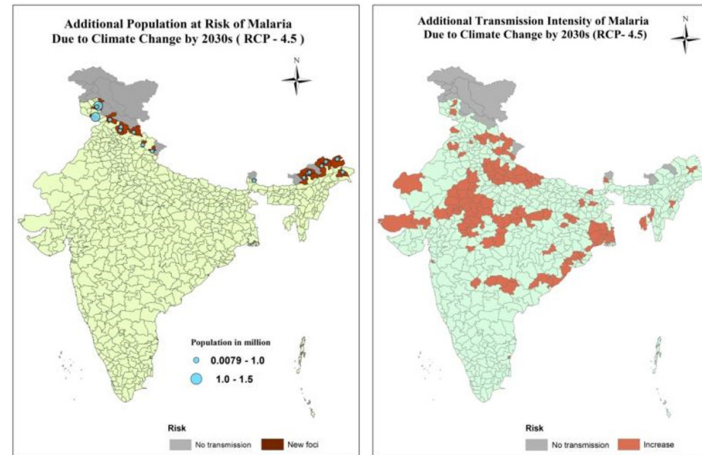 Additional Population at Risk of Malaria
Due to Climate Change by 2030s ( RCP - 4.5 )
N
Population in million
0.0079 - 1.0
1.0 - 1.5
Risk
No transmission
New foci
Additional Transmission Intensity of Malaria
Due to Climate Change by 2030s (RCP- 4.5)
N
Risk
No transmission
Increase